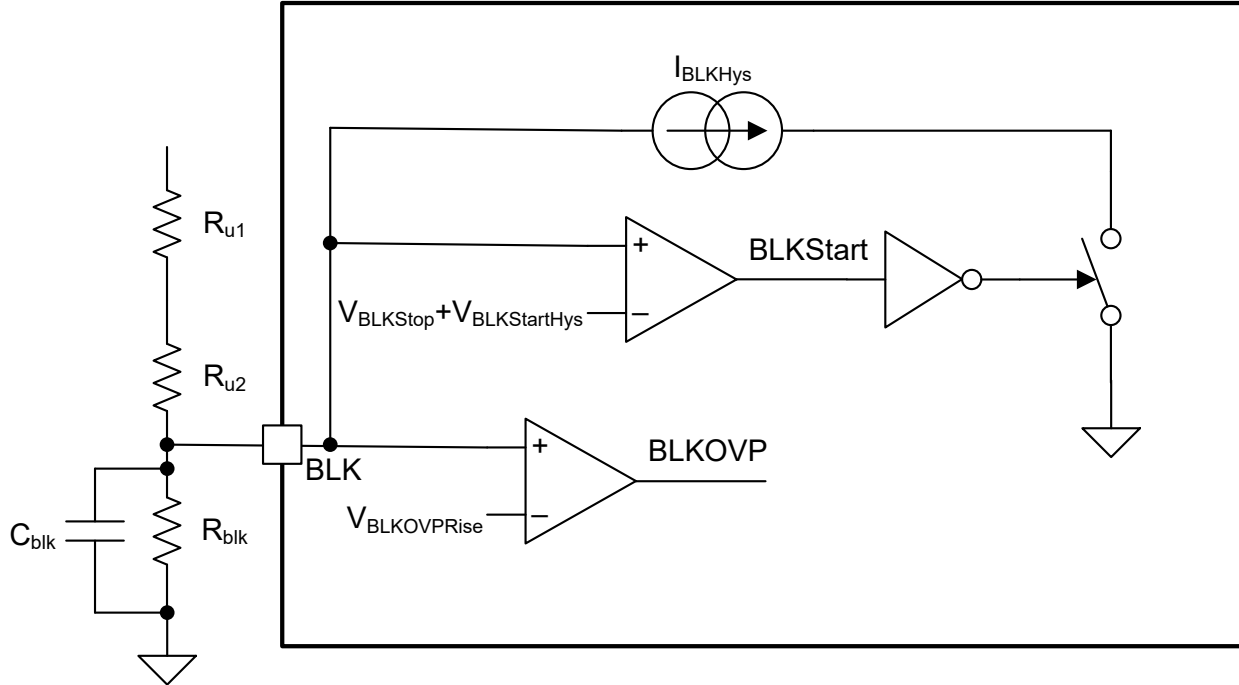 I_BLKHys
R_u1
BLKStart
V_BLKStop+V_BLKStartHys
R_u2
BLK
BLKOVP
V_BLKOVPRise
C_blk
R_blk
+
−
+
−